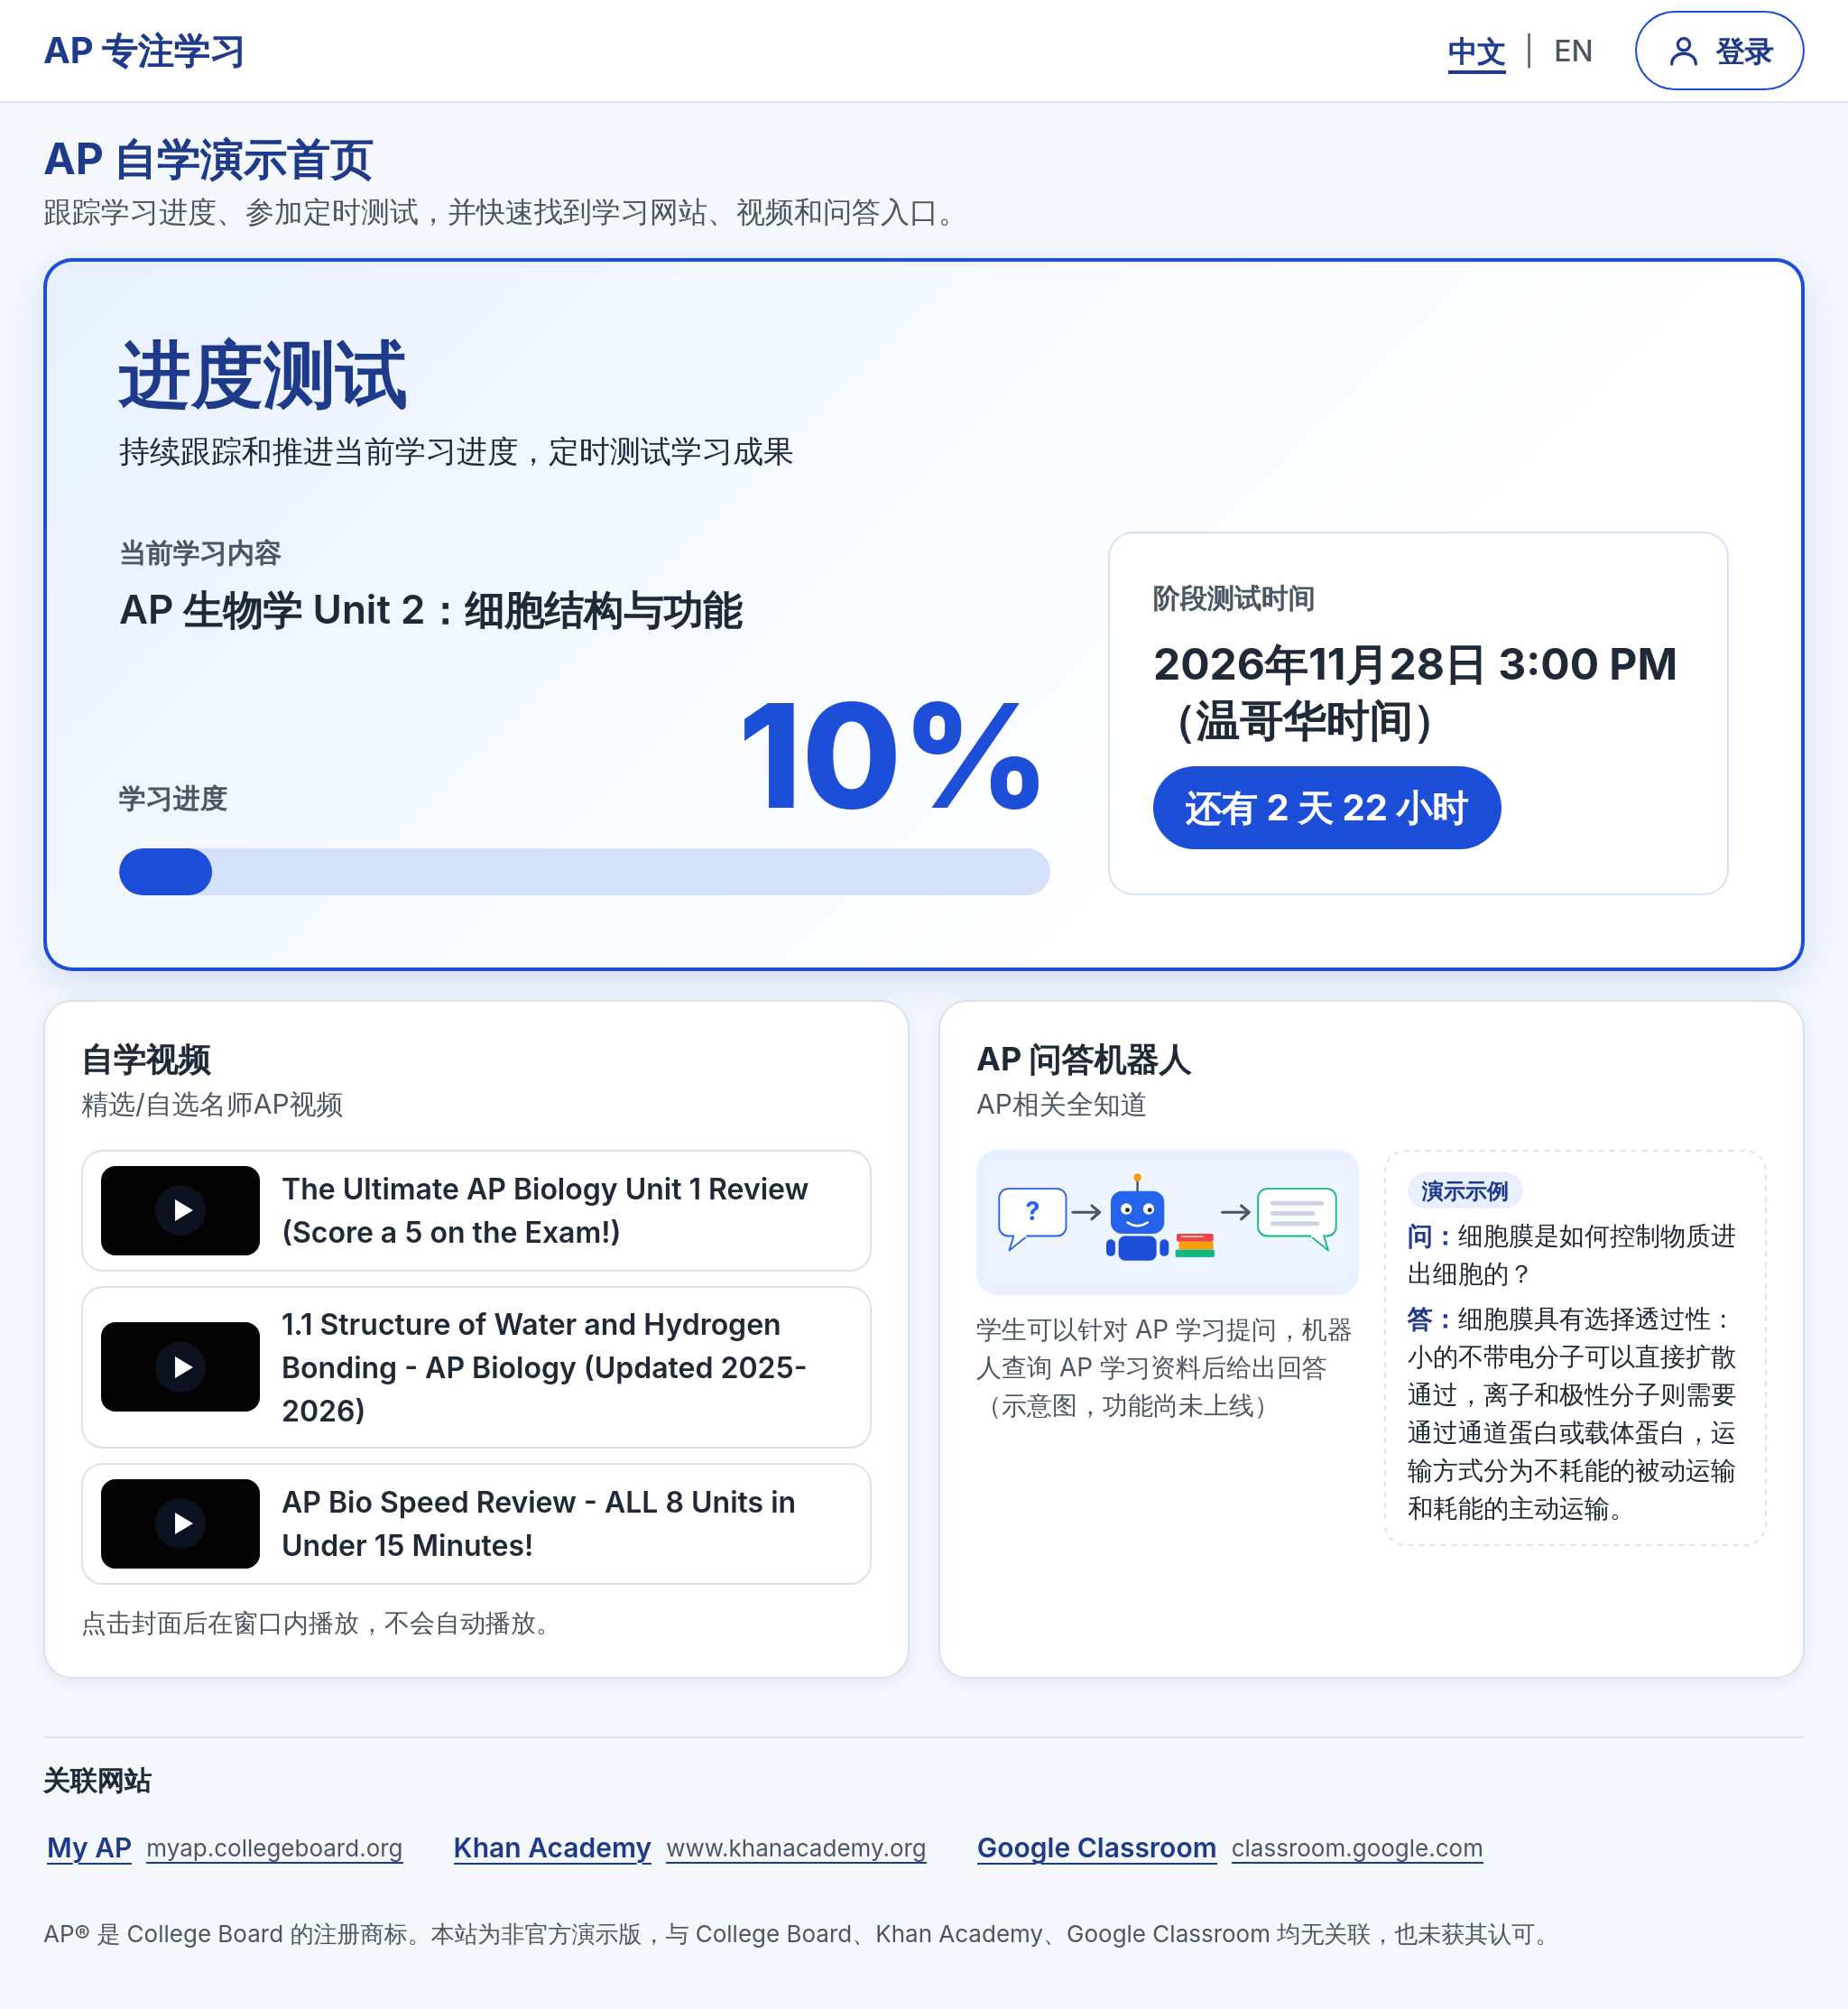 AP 专注学习
中文 | EN 登录
AP 自学演示首页
跟踪学习进度、参加定时测试，并快速找到学习网站、视频和问答入口。
进度测试
持续跟踪和推进当前学习进度，定时测试学习成果
当前学习内容
AP 生物学 Unit 2：细胞结构与功能
学习进度
10%
阶段测试时间
2026年11月28日 3:00 PM
（温哥华时间）
还有 2 天 22 小时
自学视频
精选/自选名师AP视频
The Ultimate AP Biology Unit 1 Review
(Score a 5 on the Exam!)
1.1 Structure of Water and Hydrogen
Bonding - AP Biology (Updated 2025-
2026)
AP Bio Speed Review - ALL 8 Units in
Under 15 Minutes!
点击封面后在窗口内播放，不会自动播放。
AP 问答机器人
AP相关全知道
?
学生可以针对 AP 学习提问，机器
人查询 AP 学习资料后给出回答
（示意图，功能尚未上线）
演示示例
问：细胞膜是如何控制物质进
出细胞的？
答：细胞膜具有选择透过性：
小的不带电分子可以直接扩散
通过，离子和极性分子则需要
通过通道蛋白或载体蛋白，运
输方式分为不耗能的被动运输
和耗能的主动运输。
关联网站
My AP myap.collegeboard.org Khan Academy www.khanacademy.org Google Classroom classroom.google.com
AP® 是 College Board 的注册商标。本站为非官方演示版，与 College Board、Khan Academy、Google Classroom 均无关联，也未获其认可。